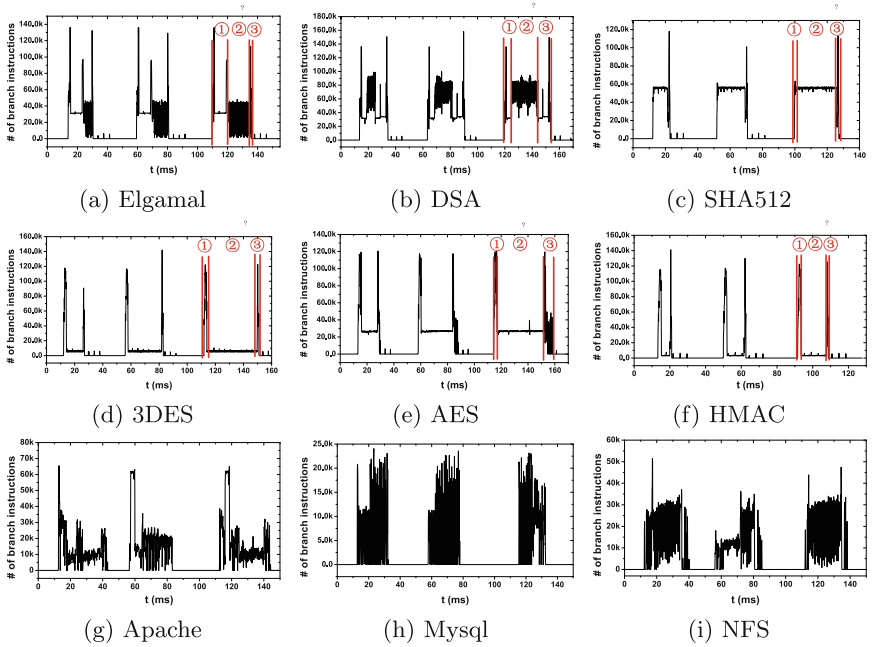 ?
?
?
① ② ③
① ② ③
① ② ③
# of branch instructions
160.0k
140.0k
120.0k
100.0k
80.0k
60.0k
40.0k
20.0k
0.0
0 20 40 60 80 100 120 140 160
t (ms)
# of branch instructions
180.0k
160.0k
140.0k
120.0k
100.0k
80.0k
60.0k
40.0k
20.0k
0.0
0 20 40 60 80 100 120 140 160
t (ms)
# of branch instructions
120.0k
100.0k
80.0k
60.0k
40.0k
20.0k
0.0
0 20 40 60 80 100 120 140
t (ms)
(a) Elgamal
(b) DSA
(c) SHA512
?
?
?
① ② ③
① ② ③
① ② ③
# of branch instructions
160.0k
140.0k
120.0k
100.0k
80.0k
60.0k
40.0k
20.0k
0.0
0 20 40 60 80 100 120 140 160
t (ms)
# of branch instructions
120.0k
100.0k
80.0k
60.0k
40.0k
20.0k
0.0
0 20 40 60 80 100 120 140 160
t (ms)
# of branch instructions
160.0k
140.0k
120.0k
100.0k
80.0k
60.0k
40.0k
20.0k
0.0
0 20 40 60 80 100 120
t (ms)
(d) 3DES
(e) AES
(f) HMAC
# of branch instructions
80k
70k
60k
50k
40k
30k
20k
10k
0
0 20 40 60 80 100 120 140
t (ms)
# of branch instructions
25.0k
20.0k
15.0k
10.0k
5.0k
0.0
0 20 40 60 80 100 120 140
t (ms)
# of branch instructions
60k
50k
40k
30k
20k
10k
0
0 20 40 60 80 100 120 140
t (ms)
(g) Apache
(h) Mysql
(i) NFS